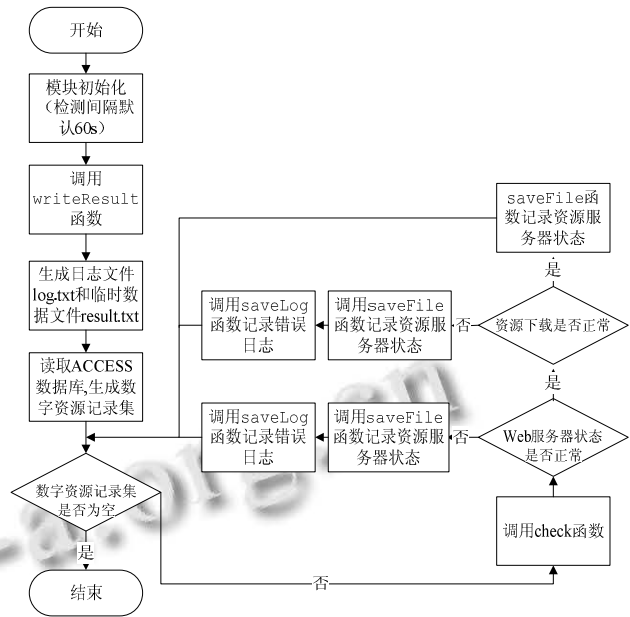 开始
模块初始化
（检测间隔默
认60s）
调用
writeResult
函数
生成日志文件
log.txt和临时数
据文件result.txt
读取ACCESS
数据库,生成数
字资源记录集
数字资源记录集
是否为空
是
结束
否
调用check函数
Web服务器状态
是否正常
否
调用saveFile
函数记录资源服
务器状态
调用saveLog
函数记录错误
日志
是
资源下载是否正常
否
调用saveFile
函数记录资源服
务器状态
调用saveLog
函数记录错误
日志
是
saveFile函
数记录资源服
务器状态